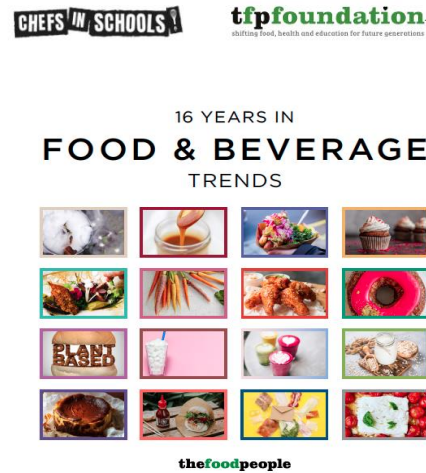 CHEFS IN SCHOOLS!
tfpfoundation
shifting food, health and education for future generations
16 YEARS IN
FOOD & BEVERAGE
TRENDS
PLANT
BASED
thefoodpeople